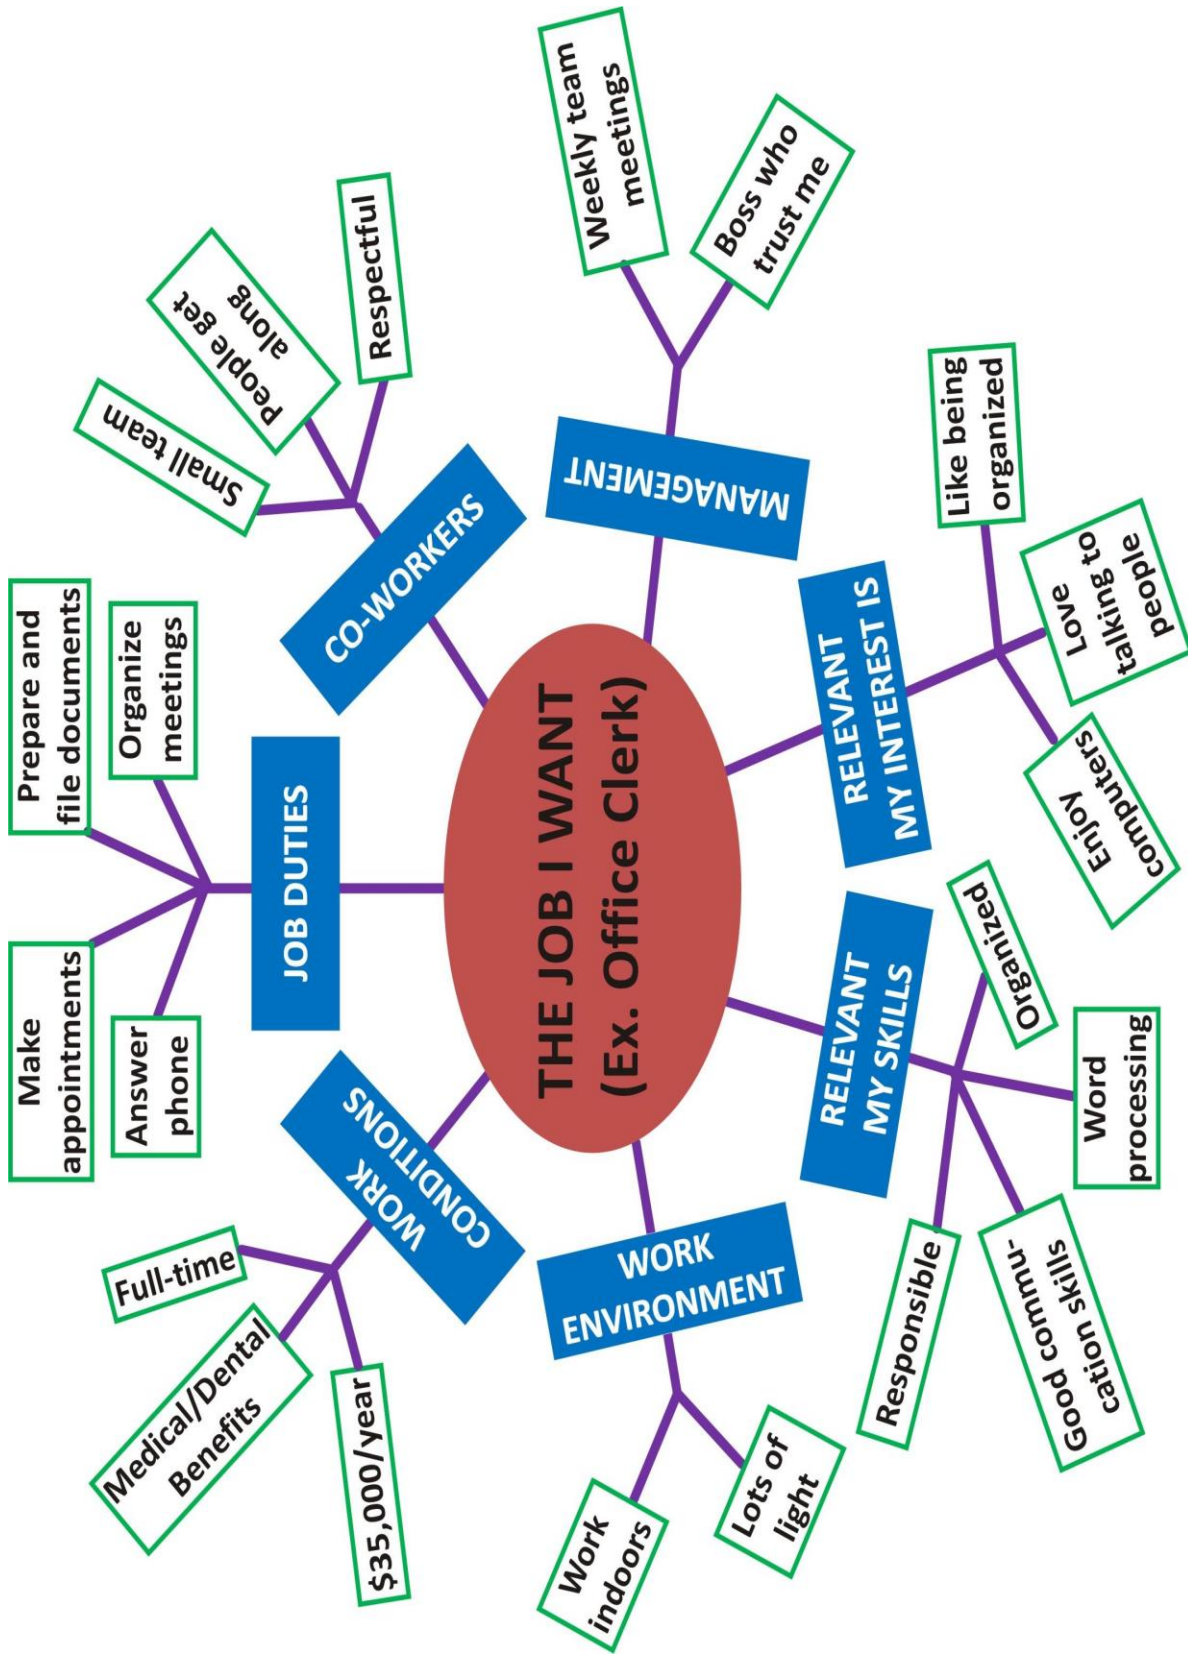 THE JOB I WANT
(Ex. Office Clerk)
JOB DUTIES
Answer
phone
Make
appointments
Prepare and
file documents
Organize
meetings
CO-WORKERS
Small team
People get
along
Respectful
MANAGEMENT
Weekly team
meetings
Boss who
trust me
RELEVANT
MY INTEREST IS
Like being
organized
Love
talking to
people
Enjoy
computers
RELEVANT
MY SKILLS
Organized
Word
processing
Good commu-
cation skills
Responsible
WORK
ENVIRONMENT
Lots of
light
Work
indoors
WORK
CONDITIONS
$35,000/year
Medical/Dental
Benefits
Full-time